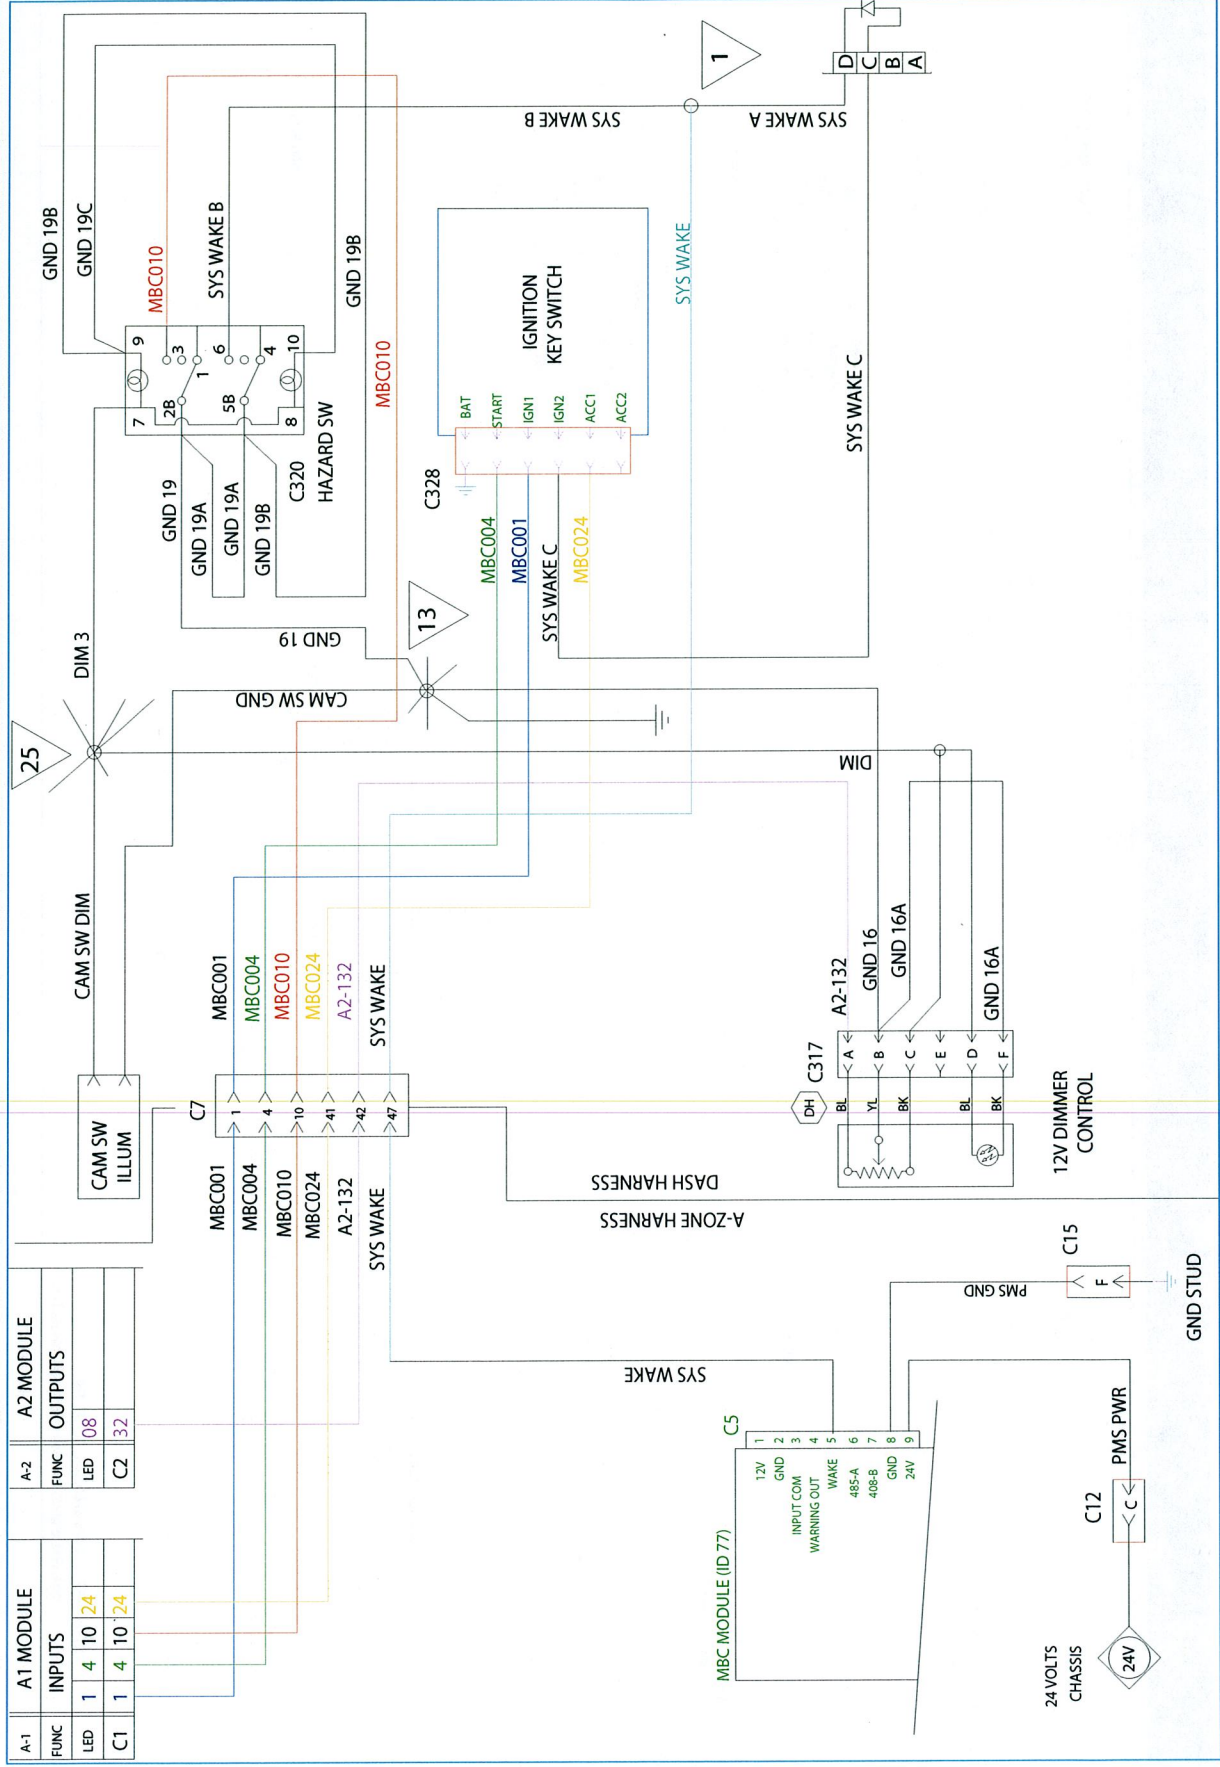 A-1
A1 MODULE
FUNC
INPUTS
LED
1
4
10
24
C1
1
4
10
24
A-2
A2 MODULE
FUNC
OUTPUTS
LED
08
C2
32
CAM SW
ILLUM
CAM SW DIM
25
DIM 3
CAM SW GND
GND 19
13
DIM
GND 19B
GND 19C
MBC010
SYS WAKE B
GND 19B
MBC010
9
3
1
6
4
10
7
2B
5B
8
C320
HAZARD SW
GND 19
GND 19A
GND 19A
GND 19B
C7
1
4
10
41
42
47
MBC001
MBC004
MBC010
MBC024
A2-132
SYS WAKE
MBC001
MBC004
MBC010
MBC024
A2-132
SYS WAKE
C328
BAT
START
IGN1
IGN2
ACC1
ACC2
IGNITION
KEY SWITCH
MBC004
MBC001
SYS WAKE C
MBC024
SYS WAKE B
SYS WAKE A
1
SYS WAKE
SYS WAKE C
D
C
B
A
DASH HARNESS
A-ZONE HARNESS
C317
DH
A
B
C
E
D
F
BL
YL
BK
BL
BK
A2-132
GND 16
GND 16A
GND 16A
12V DIMMER
CONTROL
SYS WAKE
C5
MBC MODULE (ID 77)
1
2
3
4
5
6
7
8
9
12V
GND
INPUT COM
WARNING OUT
WAKE
485-A
408-B
GND
24V
PMS GND
C15
F
GND STUD
PMS PWR
C12
C
24V
24 VOLTS
CHASSIS